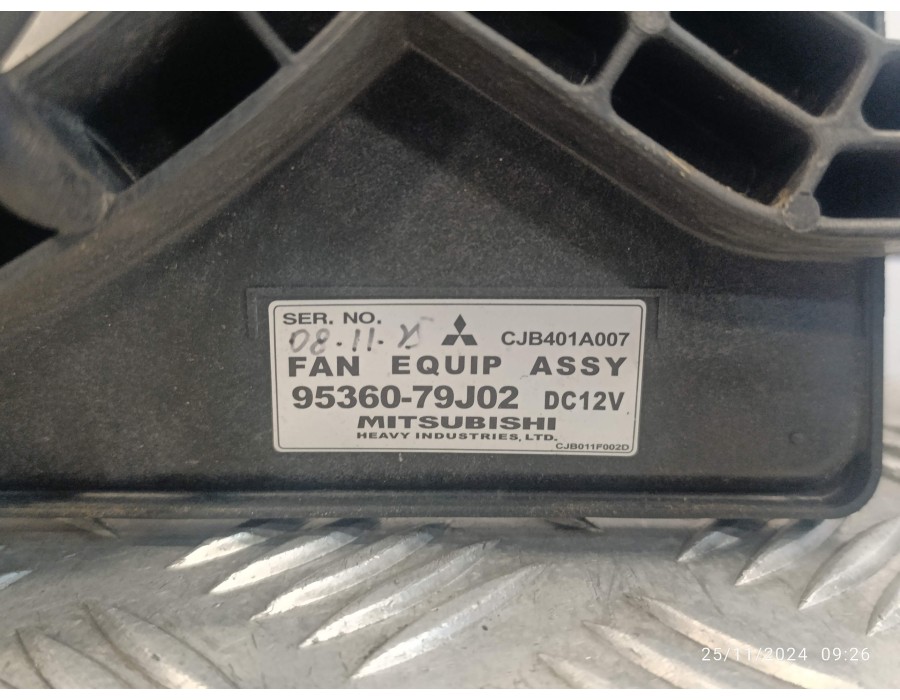 SER. NO.
08.11.25
CJB401A007
FAN EQUIP ASSY
95360-79J02 DC12V
MITSUBISHI
HEAVY INDUSTRIES, LTD.
CJB011F002D
25/11/2024 09:26